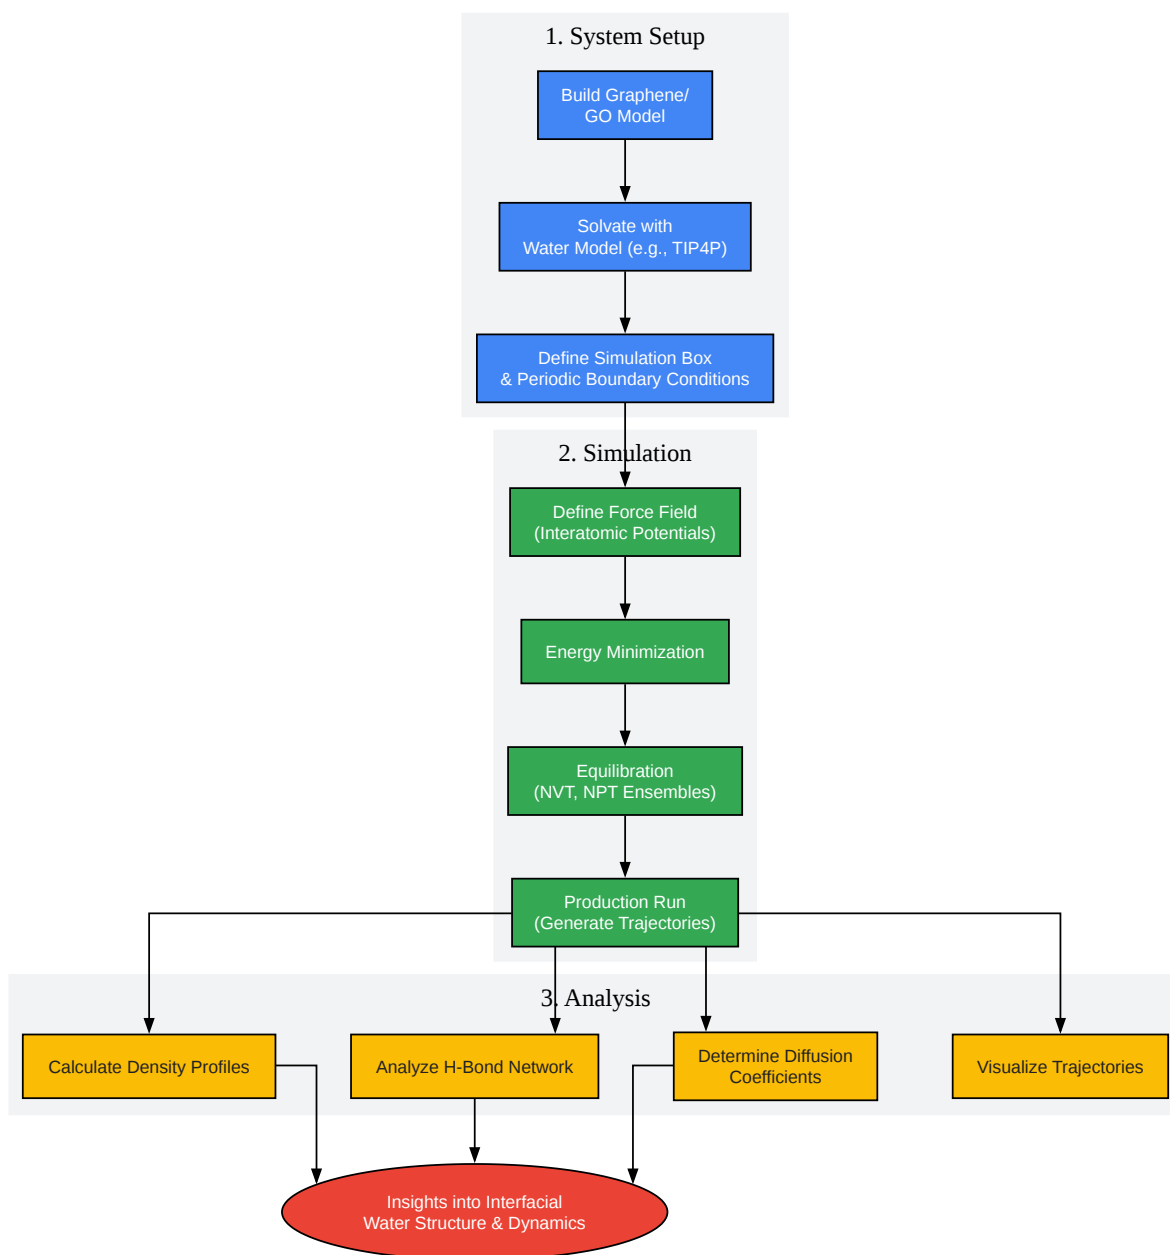 1. System Setup
Build Graphene/
GO Model
Solvate with
Water Model (e.g., TIP4P)
Define Simulation Box
& Periodic Boundary Conditions
2. Simulation
Define Force Field
(Interatomic Potentials)
Energy Minimization
Equilibration
(NVT, NPT Ensembles)
Production Run
(Generate Trajectories)
3. Analysis
Calculate Density Profiles
Analyze H-Bond Network
Determine Diffusion
Coefficients
Visualize Trajectories
Insights into Interfacial
Water Structure & Dynamics